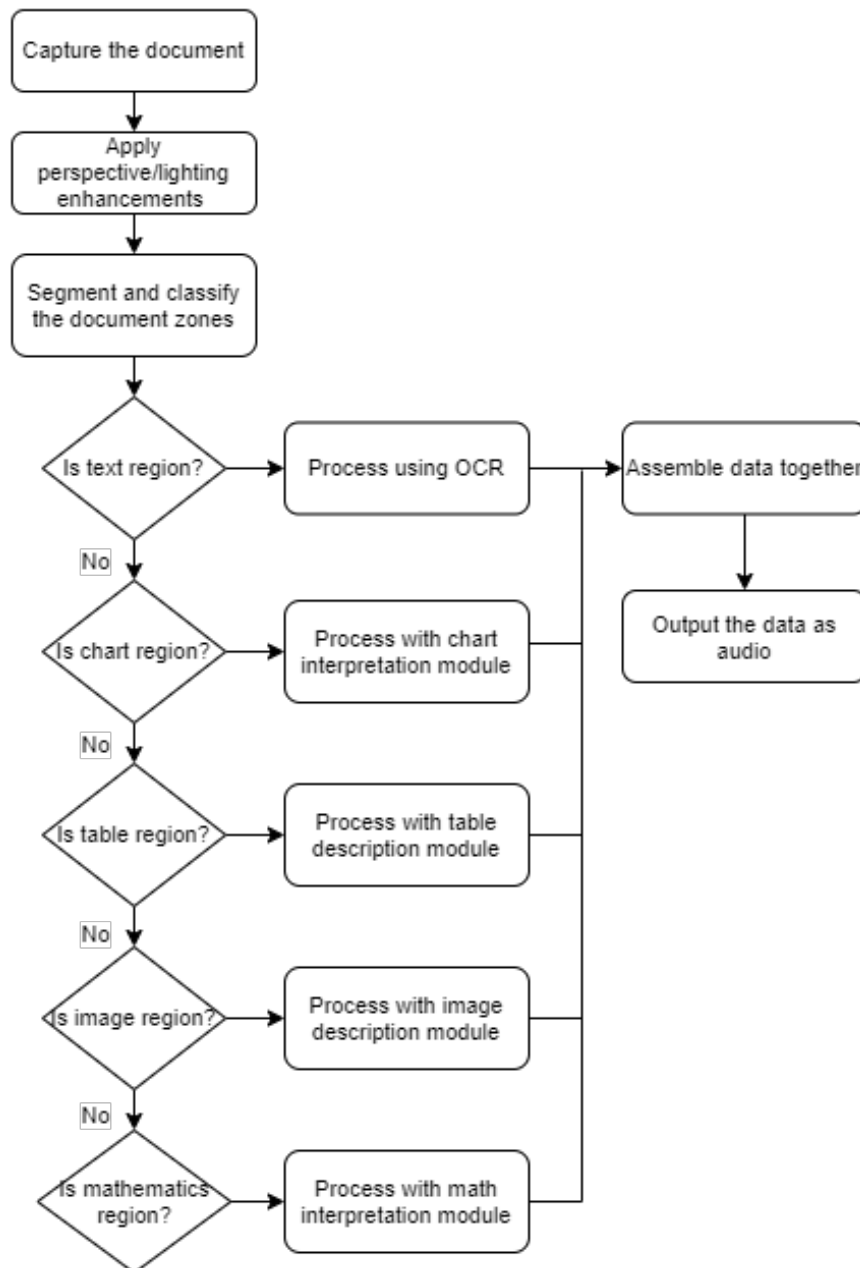 Capture the document
Apply
perspective/lighting
enhancements
Segment and classify
the document zones
Is text region?
Process using OCR
Assemble data together
No
Output the data as
audio
Is chart region?
Process with chart
interpretation module
No
Is table region?
Process with table
description module
No
Is image region?
Process with image
description module
No
Is mathematics
region?
Process with math
interpretation module